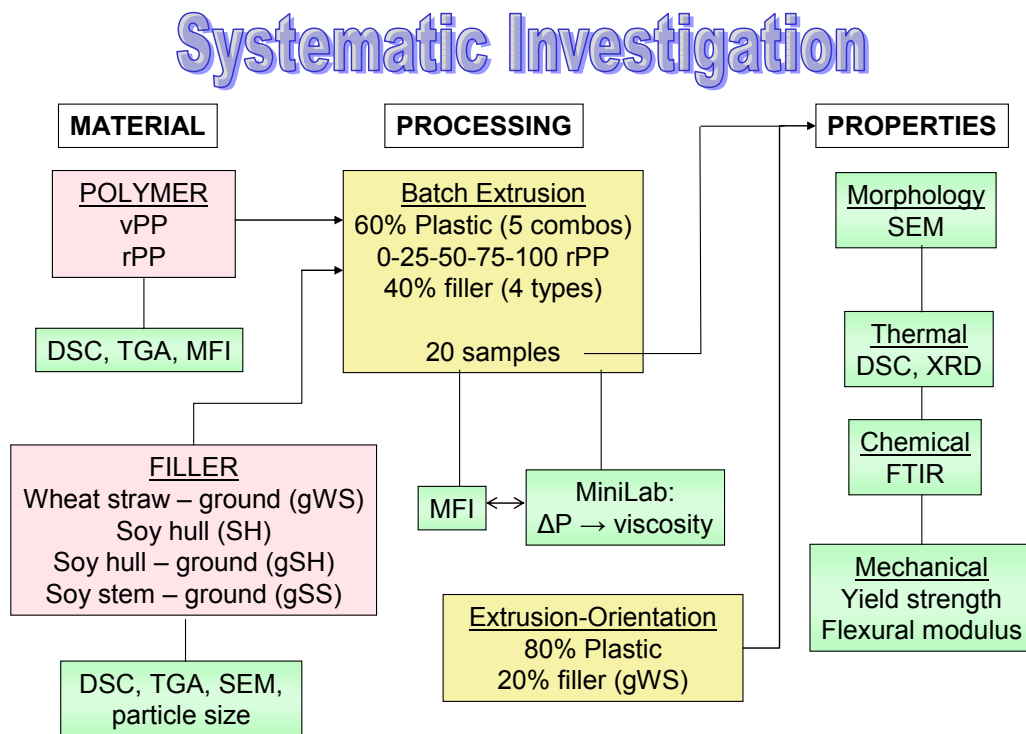 Systematic Investigation
MATERIAL
POLYMER
vPP
rPP
DSC, TGA, MFI
FILLER
Wheat straw – ground (gWS)
Soy hull (SH)
Soy hull – ground (gSH)
Soy stem – ground (gSS)
DSC, TGA, SEM,
particle size
PROCESSING
Batch Extrusion
60% Plastic (5 combos)
0-25-50-75-100 rPP
40% filler (4 types)
20 samples
MFI
MiniLab:
ΔP → viscosity
Extrusion-Orientation
80% Plastic
20% filler (gWS)
PROPERTIES
Morphology
SEM
Thermal
DSC, XRD
Chemical
FTIR
Mechanical
Yield strength
Flexural modulus